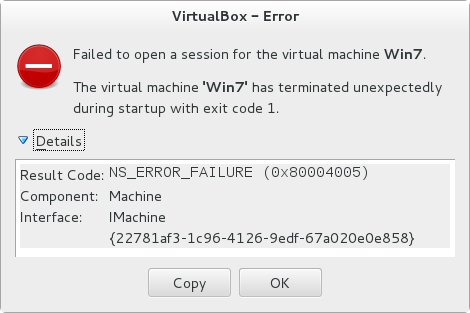 VirtualBox – Error
Failed to open a session for the virtual machine Win7.
The virtual machine 'Win7' has terminated unexpectedly
during startup with exit code 1.
Details
Result Code: NS_ERROR_FAILURE (0x80004005)
Component: Machine
Interface: IMachine
{22781af3-1c96-4126-9edf-67a020e0e858}
Copy
OK